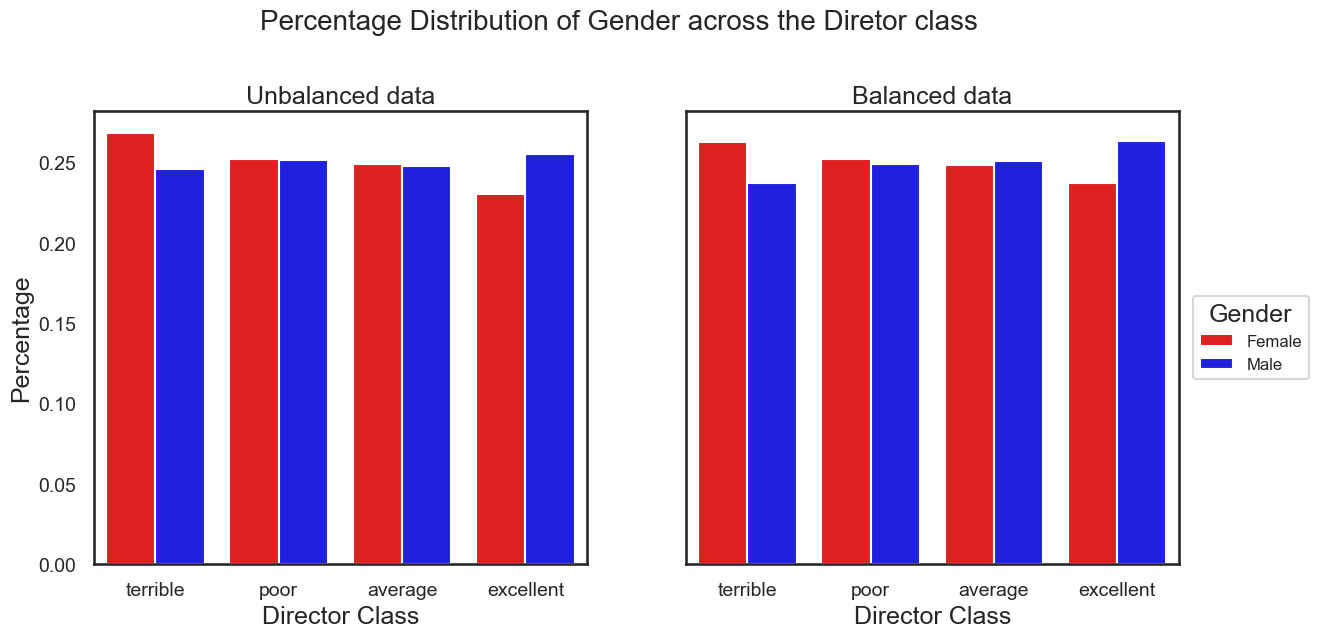 Percentage Distribution of Gender across the Diretor class
Unbalanced data
Balanced data
Percentage
0.25
0.20
0.15
0.10
0.05
0.00
terrible poor average excellent
Director Class
terrible poor average excellent
Director Class
Gender
Female
Male